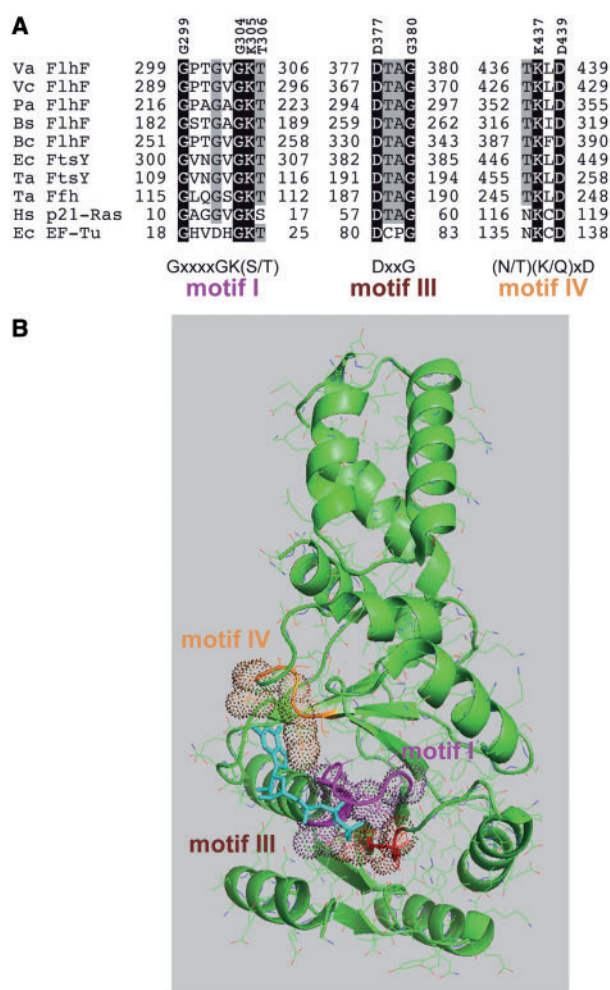 A
G299 G304 K305 T306 D377 G380 K437 D439
Va FlhF 299 GPTGVGKT 306 377 DTAG 380 436 TKLD 439
Vc FlhF 289 GPTGVGKT 296 367 DTAG 370 426 TKLD 429
Pa FlhF 216 GPAGAGKT 223 294 DTAG 297 352 TKLD 355
Bs FlhF 182 GSTGAGKT 189 259 DTAG 262 316 TKID 319
Bc FlhF 251 GPTGVGKT 258 330 DTAG 343 387 TKFD 390
Ec FtsY 300 GVNGVGKT 307 382 DTAG 385 446 TKLD 449
Ta FtsY 109 GVNGVGKT 116 191 DTAG 194 455 TKLD 258
Ta Ffh 115 GLQGSGKT 112 187 DTAG 190 245 TKLD 248
Hs p21-Ras 10 GAGGVGKS 17 57 DTAG 60 116 NKCD 119
Ec EF-Tu 18 GHVDHGKT 25 80 DCPG 83 135 NKCD 138
GxxxxGK(S/T) DxxG (N/T)(K/Q)xD
motif I motif III motif IV
B
motif IV
motif I
motif III